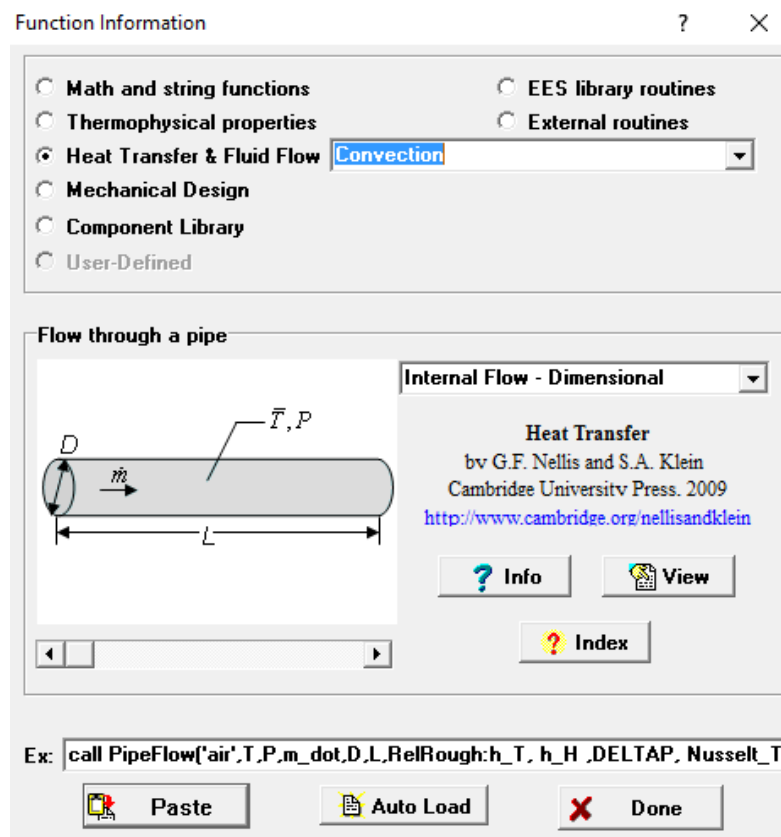 Function Information ?
Math and string functions
EES library routines
Thermophysical properties
External routines
Heat Transfer & Fluid Flow
Convection
Mechanical Design
Component Library
User-Defined
Flow through a pipe
Internal Flow - Dimensional
T̄, P
D
ṁ
L
Heat Transfer
by G.F. Nellis and S.A. Klein
Cambridge University Press, 2009
http://www.cambridge.org/nellisandklein
? Info
View
? Index
Ex: call PipeFlow('air',T,P,m_dot,D,L,RelRough:h_T, h_H ,DELTAP, Nusselt_T
Paste
Auto Load
Done